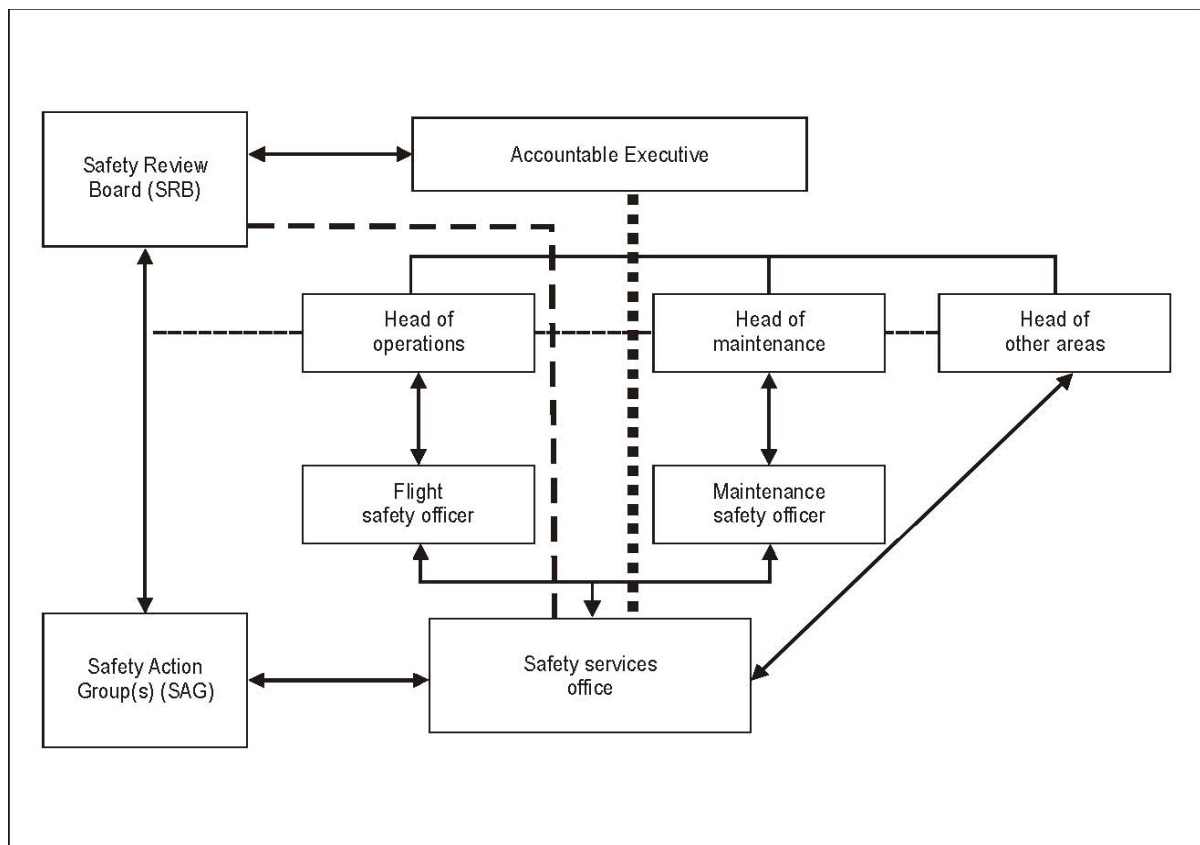 Safety Review
Board (SRB)
Accountable Executive
Head of
operations
Head of
maintenance
Head of
other areas
Flight
safety officer
Maintenance
safety officer
Safety Action
Group(s) (SAG)
Safety services
office